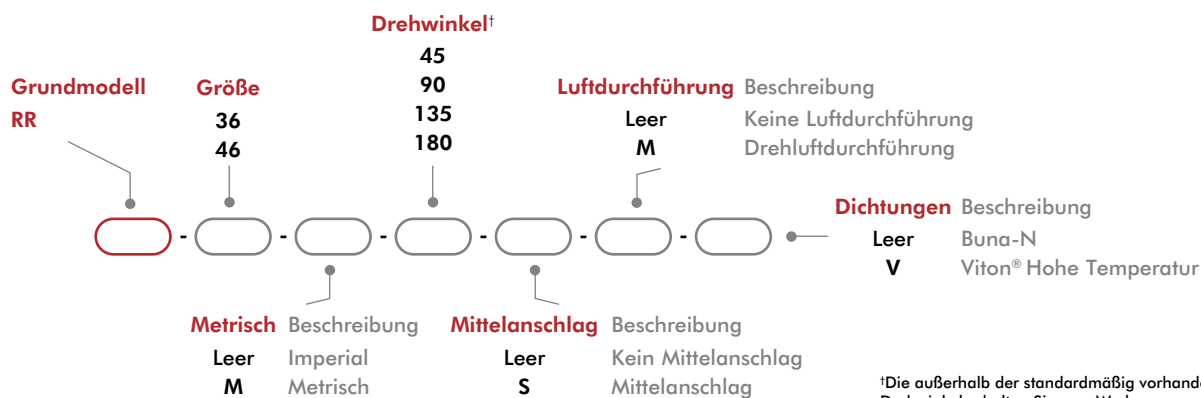 Drehwinkel†
45
90
135
180
Grundmodell
RR
Größe
36
46
Luftdurchführung Beschreibung
Leer Keine Luftdurchführung
M Drehluftdurchführung
- - - - - -
Dichtungen Beschreibung
Leer Buna-N
V Viton® Hohe Temperatur
Metrisch Beschreibung
Leer Imperial
M Metrisch
Mittelanschlag Beschreibung
Leer Kein Mittelanschlag
S Mittelanschlag
†Die außerhalb der standardmäßig